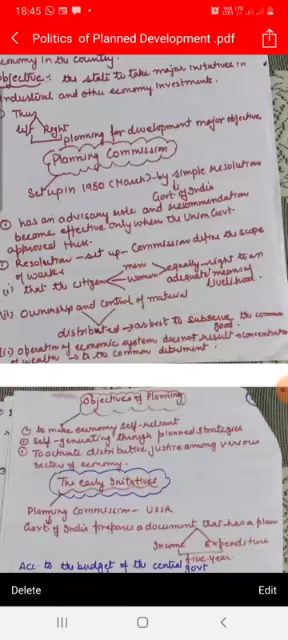 18:45
Politics of Planned Development .pdf
economy in the country.
Objective : the state to take major initatives in
industrial and other economy investments.
They
Left Right
planning for development major objective
Planning Commission
Set up in 1950 (March) by simple resolution
Govt of India
has an advisory role and recommendation
become effective only when the Union Govt.
approved this.
Resolution - set up - Commission define the scope
of work
(i) that the citizen men women equally-right to an
adequate means of
livelihood.
(ii) Ownership and control of material
distributed as best to subserve the common
good.
(iii) operation of economic system does not result concentration
of wealth to the common detriment.
Objectives of Planning
to make economy self-reliant
Self-generating through planned strategies
To activate distributive justice among various
sectors of economy.
The early Initatives
Planning Commission - USSR
Govt of India prepares a document that has a plan
Income Expenditure
five year.
Acc to the budget of the central govt
Delete
Edit